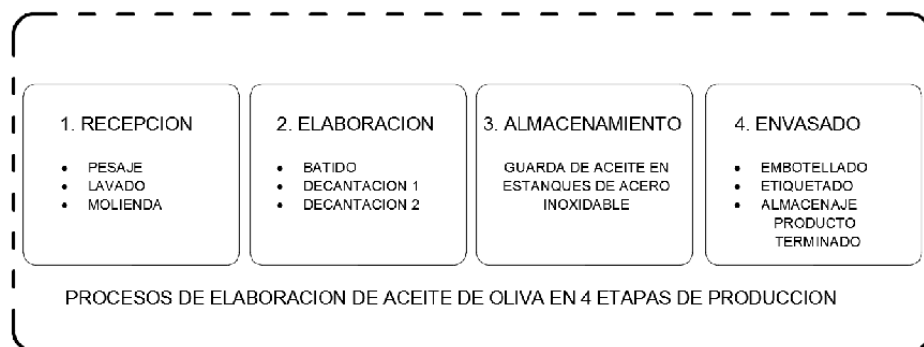 1. RECEPCION
• PESAJE
• LAVADO
• MOLIENDA
2. ELABORACION
• BATIDO
• DECANTACION 1
• DECANTACION 2
3. ALMACENAMIENTO
GUARDA DE ACEITE EN
ESTANQUES DE ACERO
INOXIDABLE
4. ENVASADO
• EMBOTELLADO
• ETIQUETADO
• ALMACENAJE
PRODUCTO
TERMINADO
PROCESOS DE ELABORACION DE ACEITE DE OLIVA EN 4 ETAPAS DE PRODUCCION